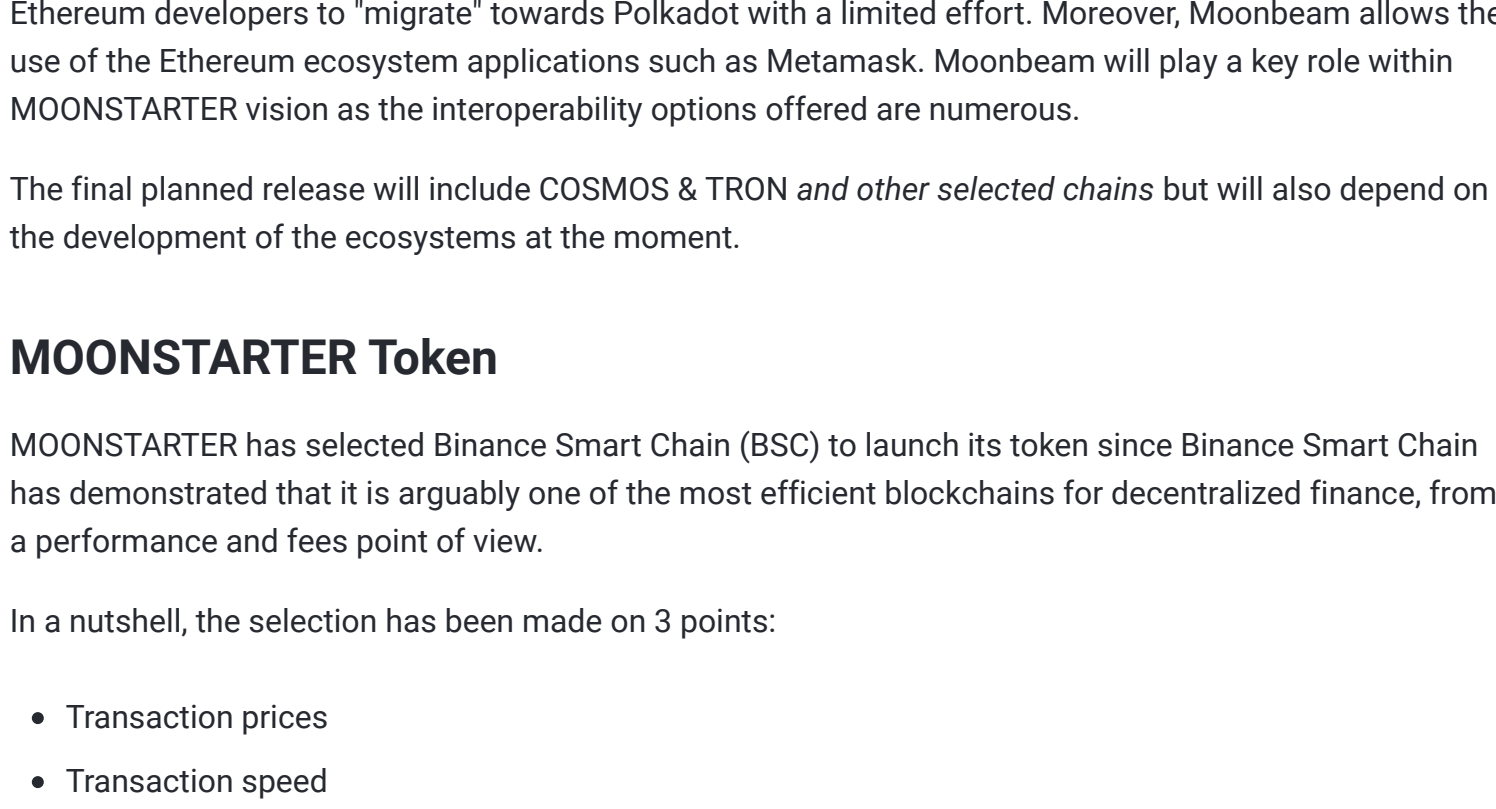 Ethereum developers to "migrate" towards Polkadot with a limited effort. Moreover, Moonbeam allows the
use of the Ethereum ecosystem applications such as Metamask. Moonbeam will play a key role within
MOONSTARTER vision as the interoperability options offered are numerous.
The final planned release will include COSMOS & TRON and other selected chains but will also depend on
the development of the ecosystems at the moment.
MOONSTARTER Token
MOONSTARTER has selected Binance Smart Chain (BSC) to launch its token since Binance Smart Chain
has demonstrated that it is arguably one of the most efficient blockchains for decentralized finance, from
a performance and fees point of view.
In a nutshell, the selection has been made on 3 points:
• Transaction prices
• Transaction speed